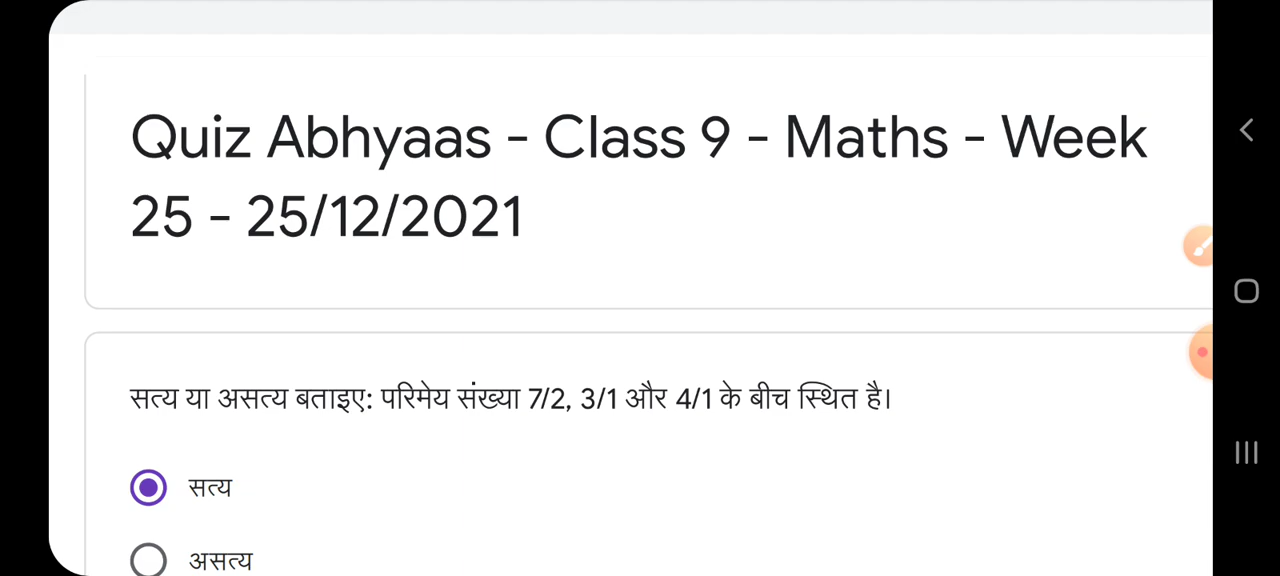 Quiz Abhyaas - Class 9 - Maths - Week
25 - 25/12/2021
सत्य या असत्य बताइए: परिमेय संख्या 7/2, 3/1 और 4/1 के बीच स्थित है।
सत्य
असत्य